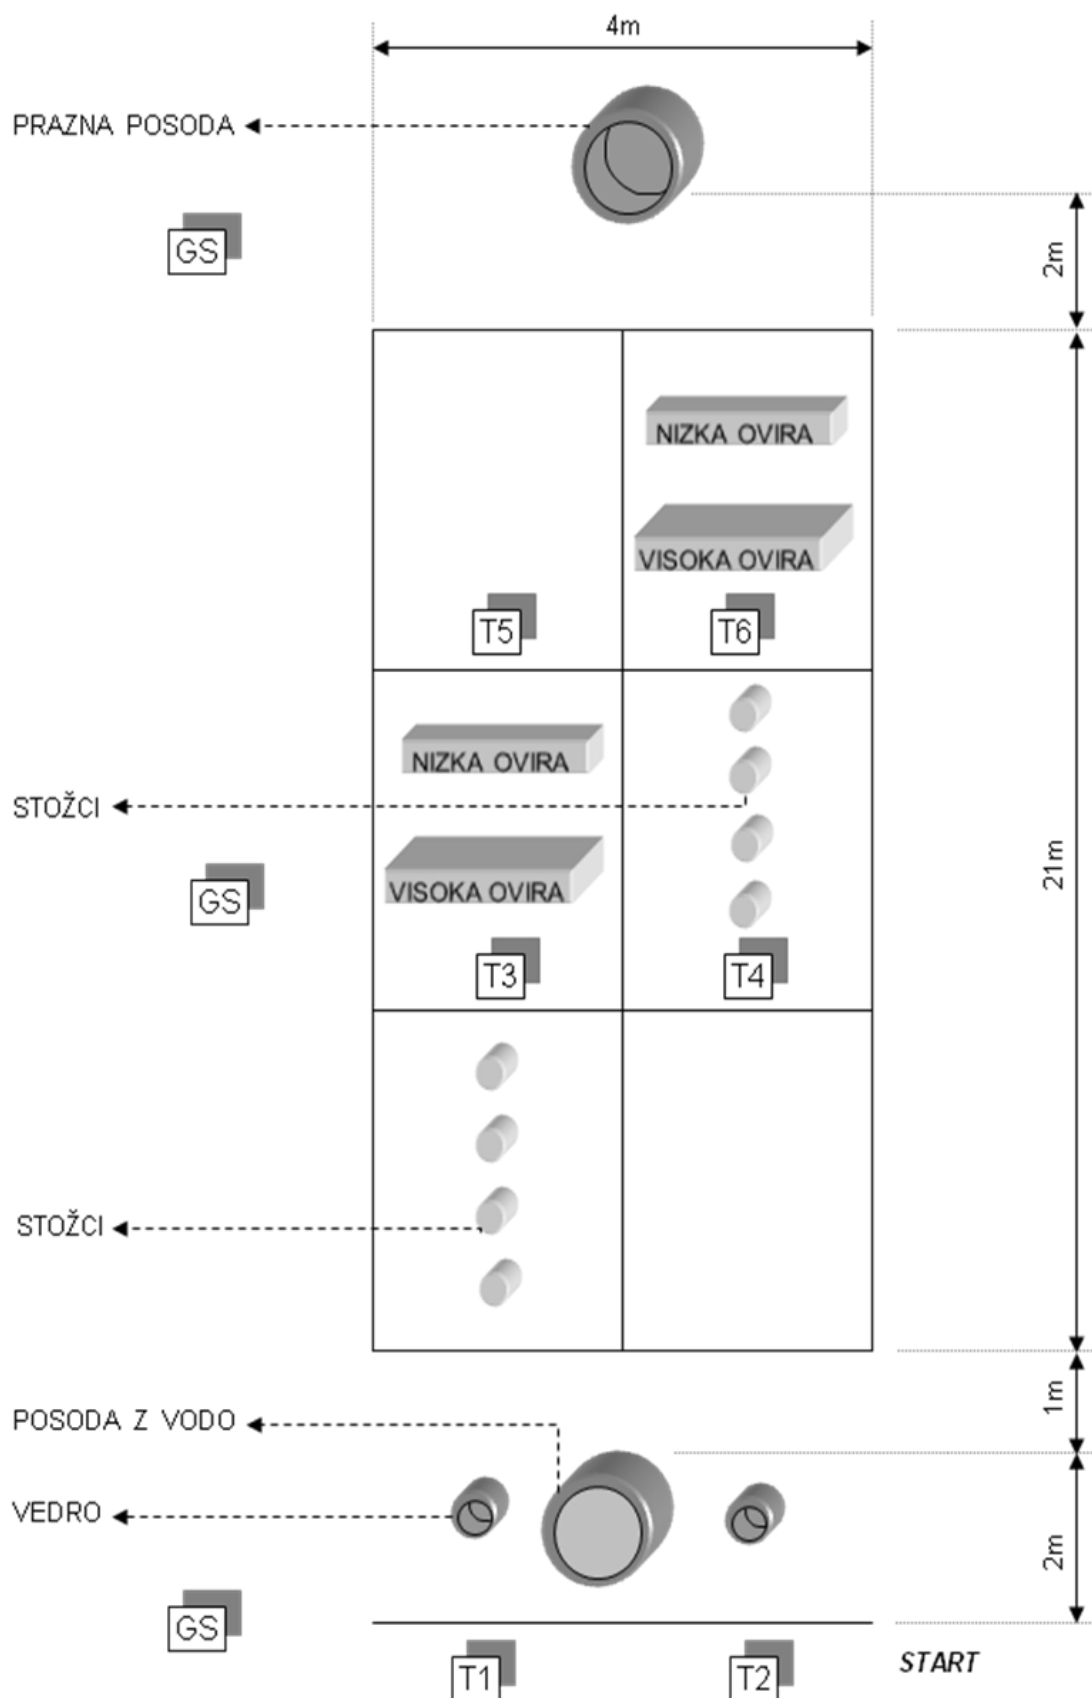 4m
PRAZNA POSODA
GS
2m
NIZKA OVIRA
VISOKA OVIRA
T5
T6
NIZKA OVIRA
STOŽCI
VISOKA OVIRA
21m
GS
T3
T4
STOŽCI
1m
POSODA Z VODO
VEDRO
2m
GS
START
T1
T2